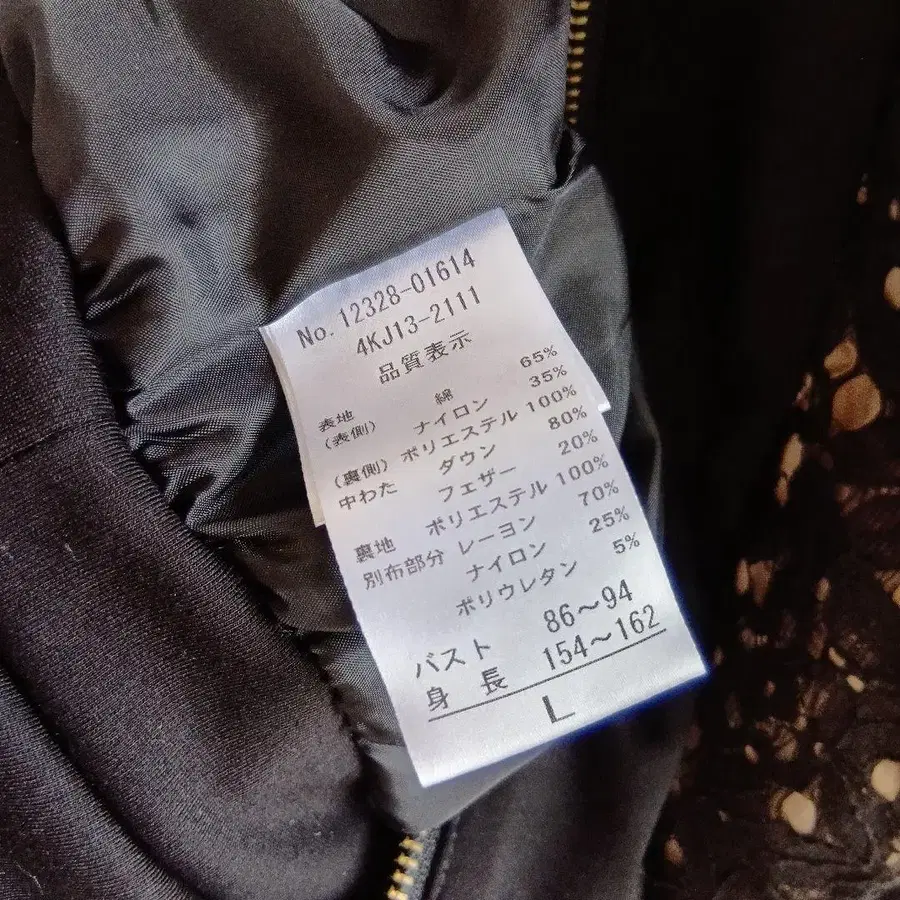 No. 12328-01614
4KJ13-2111
品質表示
表地 綿 65%
(表側) ナイロン 35%
(裏側) ポリエステル 100%
中わた ダウン 80%
フェザー 20%
裏地 ポリエステル 100%
別布部分 レーヨン 70%
ナイロン 25%
ポリウレタン 5%
バスト 86～94
身長 154～162
L